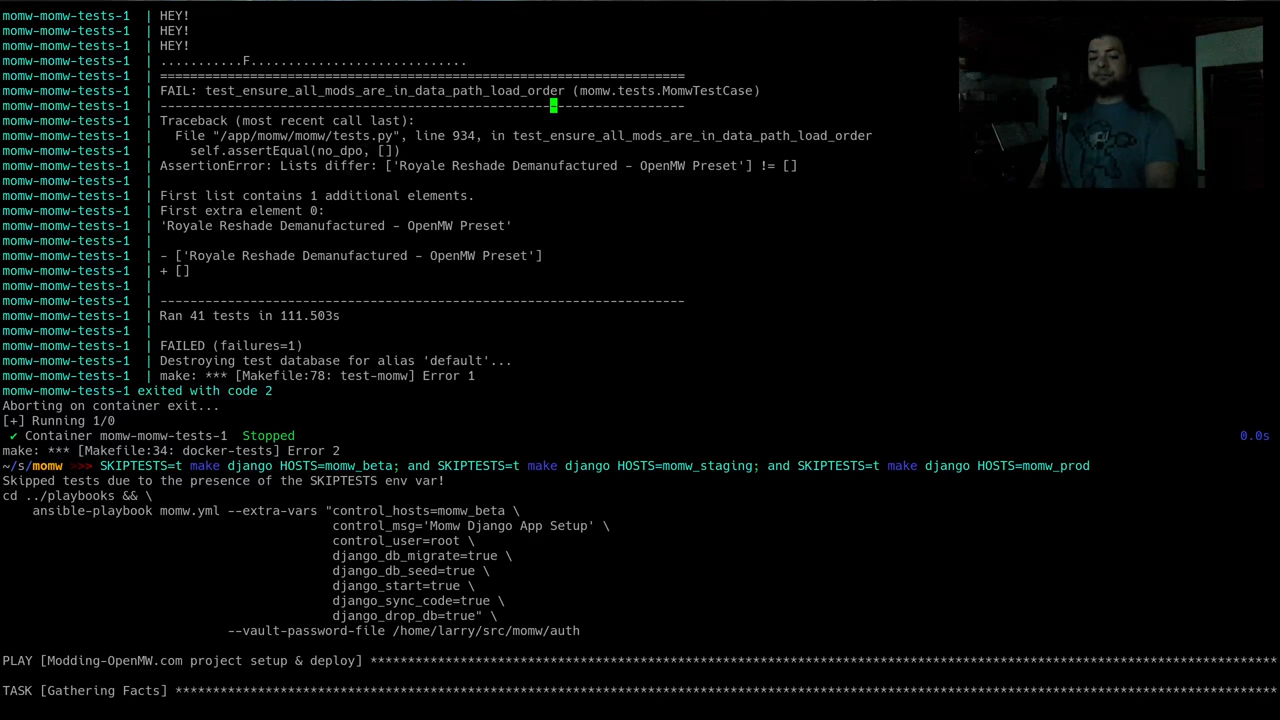 momw-momw-tests-1  | HEY!
momw-momw-tests-1  | HEY!
momw-momw-tests-1  | HEY!
momw-momw-tests-1  | ...........F.............................
momw-momw-tests-1  | ======================================================================
momw-momw-tests-1  | FAIL: test_ensure_all_mods_are_in_data_path_load_order (momw.tests.MomwTestCase)
momw-momw-tests-1  | ----------------------------------------------------------------------
momw-momw-tests-1  | Traceback (most recent call last):
momw-momw-tests-1  |   File "/app/momw/momw/tests.py", line 934, in test_ensure_all_mods_are_in_data_path_load_order
momw-momw-tests-1  |     self.assertEqual(no_dpo, [])
momw-momw-tests-1  | AssertionError: Lists differ: ['Royale Reshade Demanufactured - OpenMW Preset'] != []
momw-momw-tests-1  |
momw-momw-tests-1  | First list contains 1 additional elements.
momw-momw-tests-1  | First extra element 0:
momw-momw-tests-1  | 'Royale Reshade Demanufactured - OpenMW Preset'
momw-momw-tests-1  |
momw-momw-tests-1  | - ['Royale Reshade Demanufactured - OpenMW Preset']
momw-momw-tests-1  | + []
momw-momw-tests-1  |
momw-momw-tests-1  | ----------------------------------------------------------------------
momw-momw-tests-1  | Ran 41 tests in 111.503s
momw-momw-tests-1  |
momw-momw-tests-1  | FAILED (failures=1)
momw-momw-tests-1  | Destroying test database for alias 'default'...
momw-momw-tests-1  | make: *** [Makefile:78: test-momw] Error 1
momw-momw-tests-1 exited with code 2
Aborting on container exit...
[+] Running 1/0
 ✔ Container momw-momw-tests-1  Stopped 0.0s
make: *** [Makefile:34: docker-tests] Error 2
~/s/momw >>> SKIPTESTS=t make django HOSTS=momw_beta; and SKIPTESTS=t make django HOSTS=momw_staging; and SKIPTESTS=t make django HOSTS=momw_prod
Skipped tests due to the presence of the SKIPTESTS env var!
cd ../playbooks && \
    ansible-playbook momw.yml --extra-vars "control_hosts=momw_beta \
                                            control_msg='Momw Django App Setup' \
                                            control_user=root \
                                            django_db_migrate=true \
                                            django_db_seed=true \
                                            django_start=true \
                                            django_sync_code=true \
                                            django_drop_db=true" \
                              --vault-password-file /home/larry/src/momw/auth
PLAY [Modding-OpenMW.com project setup & deploy] *************************************************************************************************************************
TASK [Gathering Facts] ***************************************************************************************************************************************************